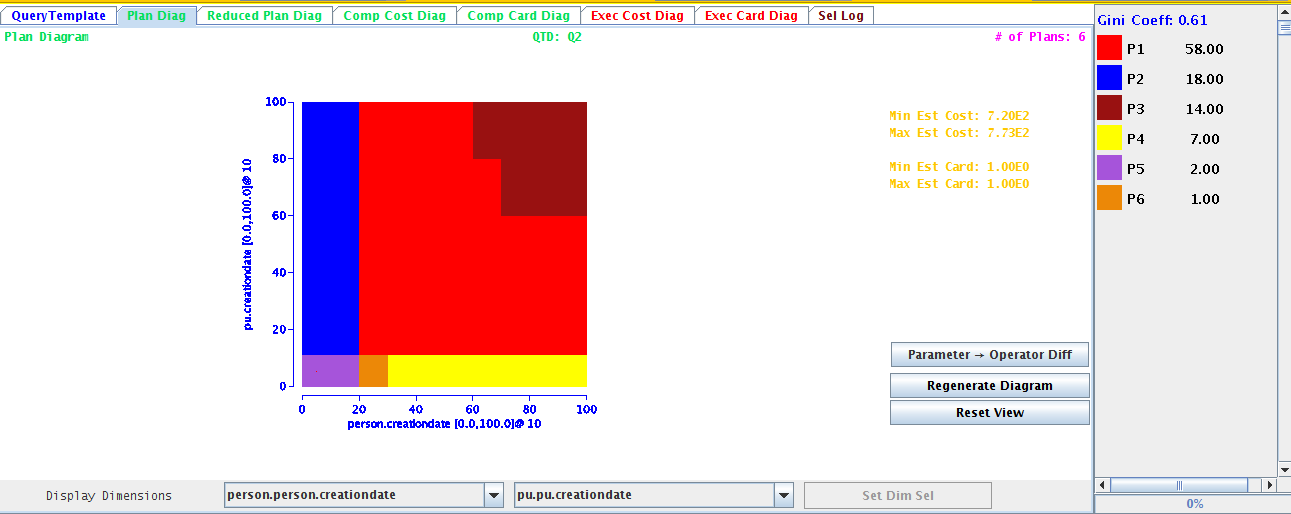 QueryTemplate Plan Diag Reduced Plan Diag Comp Cost Diag Comp Card Diag Exec Cost Diag Exec Card Diag Sel Log
Plan Diagram QTD: Q2 # of Plans: 6
Gini Coeff: 0.61
P1 58.00
P2 18.00
P3 14.00
P4 7.00
P5 2.00
P6 1.00
100
80
60
40
20
0
pu.creationdate [0.0,100.0]@ 10
0 20 40 60 80 100
person.creationdate [0.0,100.0]@ 10
Min Est Cost: 7.20E2
Max Est Cost: 7.73E2
Min Est Card: 1.00E0
Max Est Card: 1.00E0
Parameter → Operator Diff
Regenerate Diagram
Reset View
Display Dimensions person.person.creationdate pu.pu.creationdate Set Dim Sel
0%